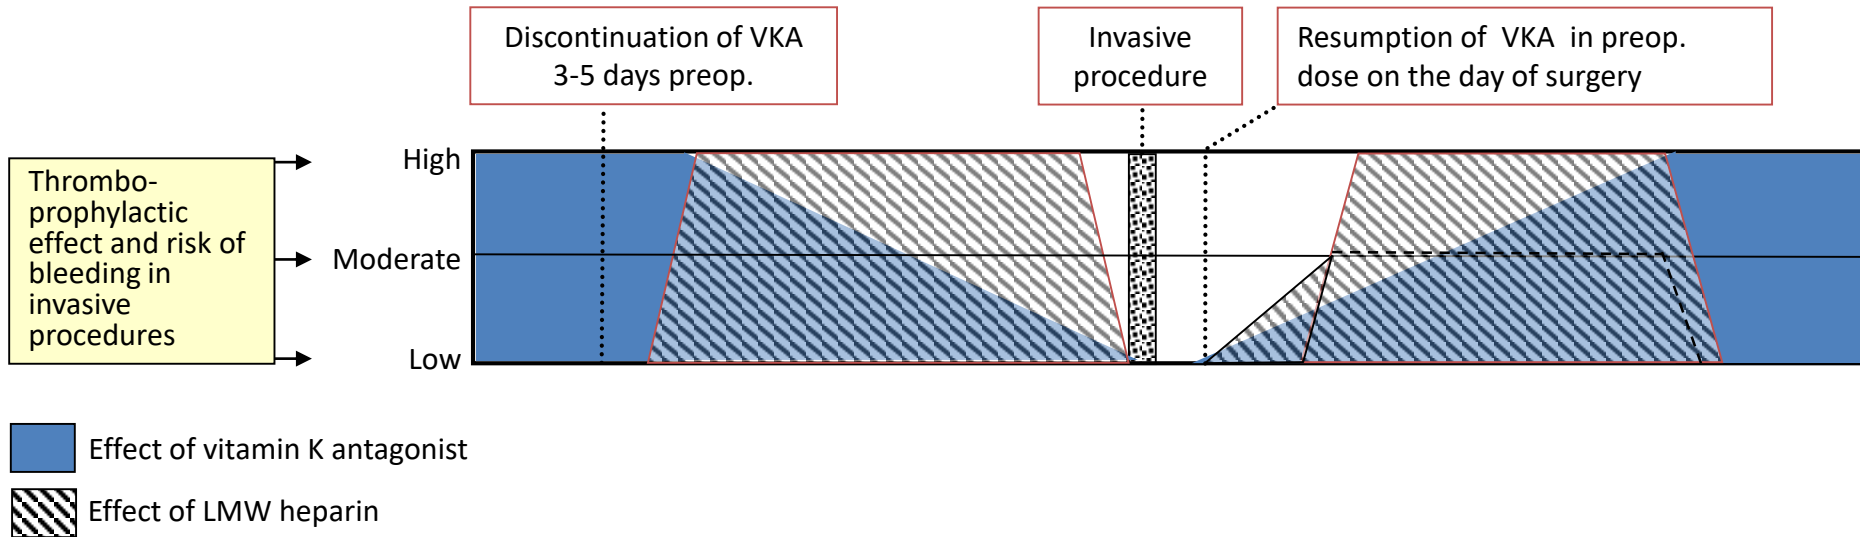 Discontinuation of VKA
3-5 days preop.
Invasive
procedure
Resumption of VKA in preop.
dose on the day of surgery
Thrombo-
prophylactic
effect and risk of
bleeding in
invasive
procedures
High
Moderate
Low
Effect of vitamin K antagonist
Effect of LMW heparin